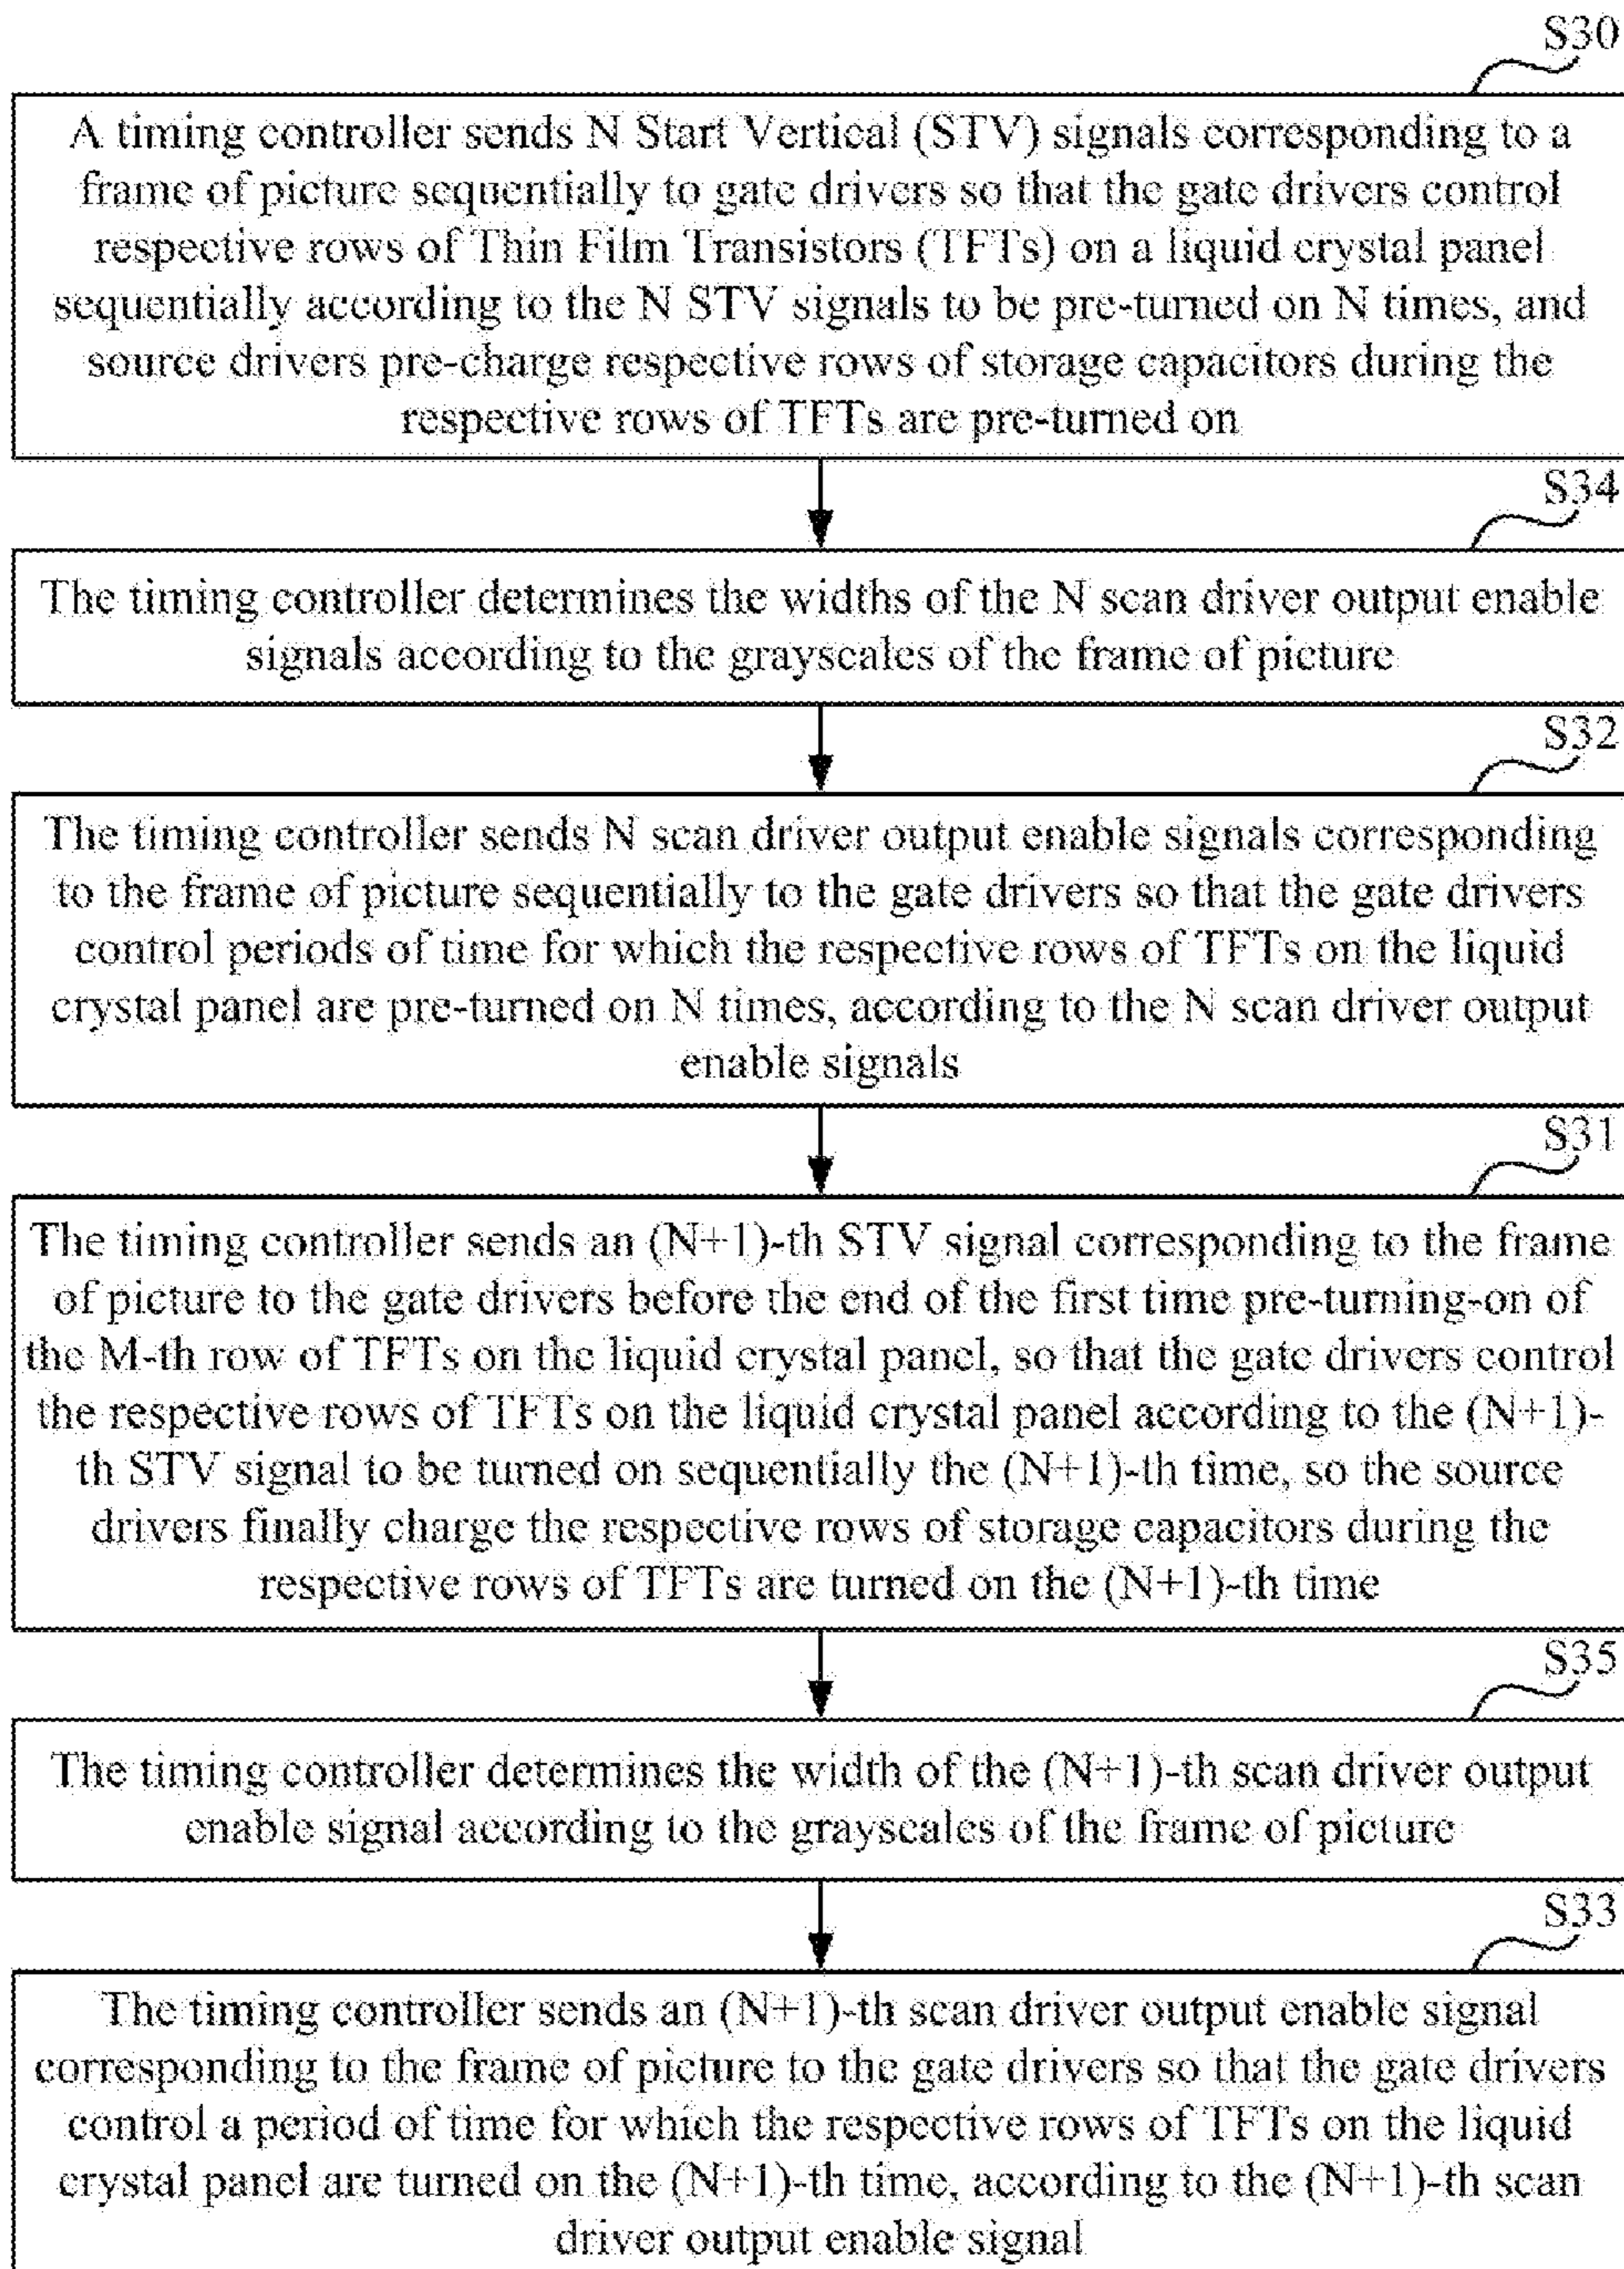 S30
A timing controller sends N Start Vertical (STV) signals corresponding to a
frame of picture sequentially to gate drivers so that the gate drivers control
respective rows of Thin Film Transistors (TFTs) on a liquid crystal panel
sequentially according to the N STV signals to be pre-turned on N times, and
source drivers pre-charge respective rows of storage capacitors during the
respective rows of TFTs are pre-turned on
S34
The timing controller determines the widths of the N scan driver output enable
signals according to the grayscales of the frame of picture
S32
The timing controller sends N scan driver output enable signals corresponding
to the frame of picture sequentially to the gate drivers so that the gate drivers
control periods of time for which the respective rows of TFTs on the liquid
crystal panel are pre-turned on N times, according to the N scan driver output
enable signals
S31
The timing controller sends an (N+1)-th STV signal corresponding to the frame
of picture to the gate drivers before the end of the first time pre-turning-on of
the M-th row of TFTs on the liquid crystal panel, so that the gate drivers control
the respective rows of TFTs on the liquid crystal panel according to the (N+1)-
th STV signal to be turned on sequentially the (N+1)-th time, so the source
drivers finally charge the respective rows of storage capacitors during the
respective rows of TFTs are turned on the (N+1)-th time
S35
The timing controller determines the width of the (N+1)-th scan driver output
enable signal according to the grayscales of the frame of picture
S33
The timing controller sends an (N+1)-th scan driver output enable signal
corresponding to the frame of picture to the gate drivers so that the gate drivers
control a period of time for which the respective rows of TFTs on the liquid
crystal panel are turned on the (N+1)-th time, according to the (N+1)-th scan
driver output enable signal